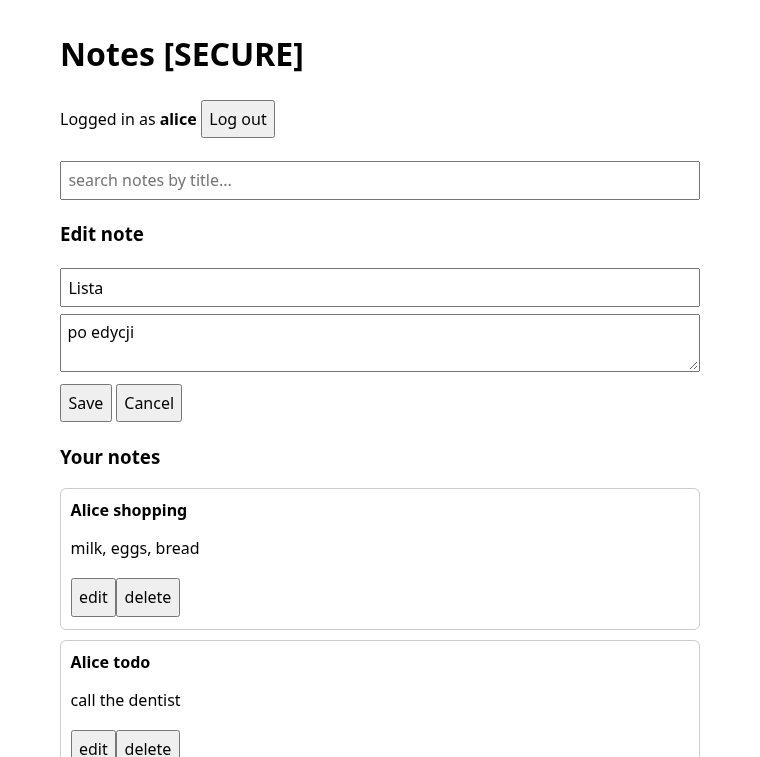 Notes [SECURE]
Logged in as alice Log out
search notes by title...
Edit note
Lista
po edycji
Save Cancel
Your notes
Alice shopping
milk, eggs, bread
edit delete
Alice todo
call the dentist
edit delete